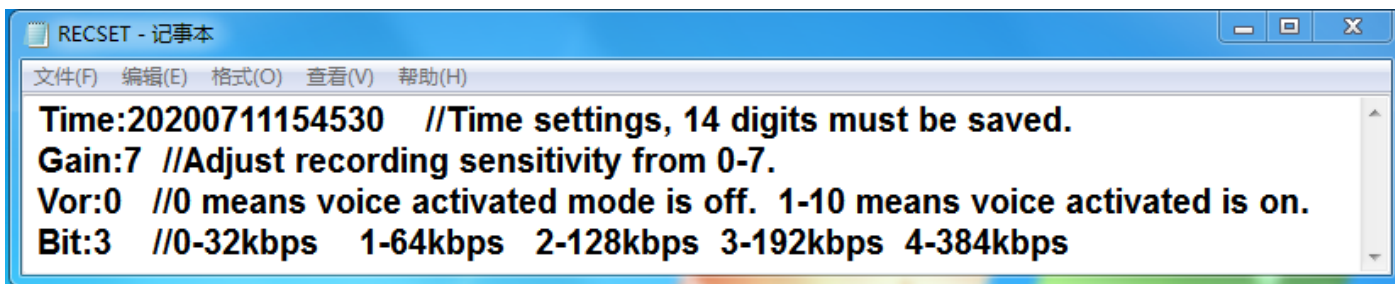 RECSET - 记事本
文件(F) 编辑(E) 格式(O) 查看(V) 帮助(H)
Time:20200711154530 //Time settings, 14 digits must be saved.
Gain:7 //Adjust recording sensitivity from 0-7.
Vor:0 //0 means voice activated mode is off. 1-10 means voice activated is on.
Bit:3 //0-32kbps 1-64kbps 2-128kbps 3-192kbps 4-384kbps